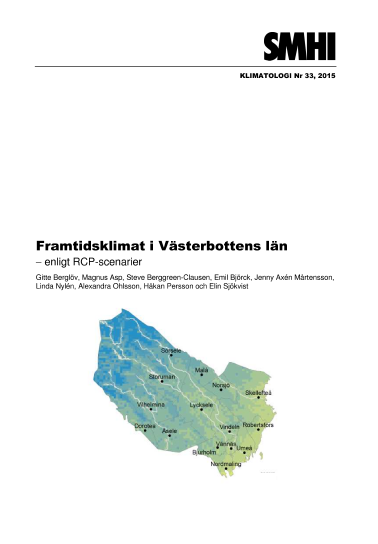 SMHI
KLIMATOLOGI Nr 33, 2015
Framtidsklimat i Västerbottens län
– enligt RCP-scenarier
Gitte Berglöv, Magnus Asp, Steve Berggreen-Clausen, Emil Björck, Jenny Axén Mårtensson,
Linda Nylén, Alexandra Ohlsson, Håkan Persson och Elin Sjökvist
Sorsele
Malå
Storuman
Norsjö
Skellefteå
Vilhelmina
Lycksele
Dorotea
Åsele
Vindeln
Robertsfors
Vännäs
Umeå
Bjurholm
Nordmaling